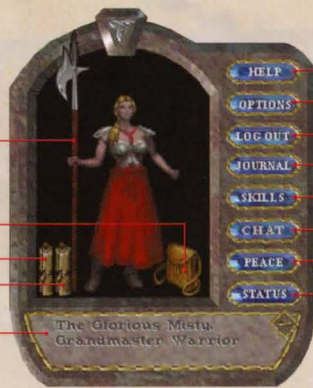 HELP
OPTIONS
LOG OUT
JOURNAL
SKILLS
CHAT
PEACE
STATUS
The Glorious Misty,
Grandmaster Warrior